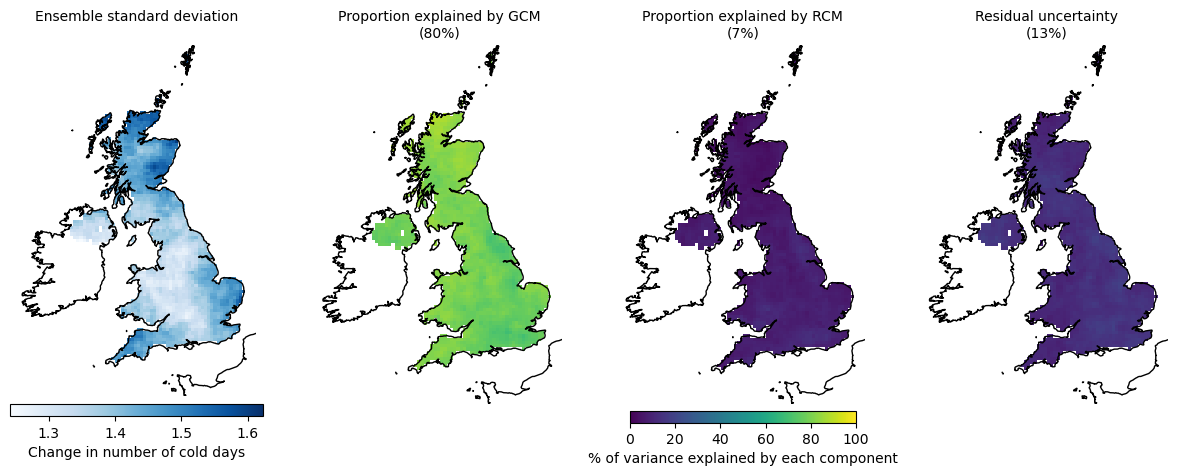 Ensemble standard deviation
Proportion explained by GCM
(80%)
Proportion explained by RCM
(7%)
Residual uncertainty
(13%)
1.3 1.4 1.5 1.6
Change in number of cold days
0 20 40 60 80 100
% of variance explained by each component